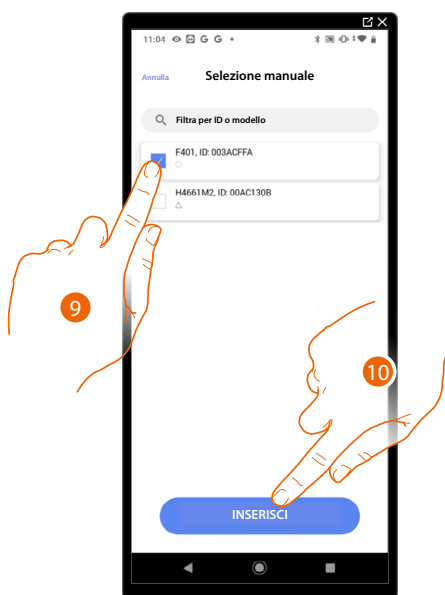 11:04 G G
Annulla Selezione manuale
Filtra per ID o modello
F401, ID: 003ACFFA
H4661M2, ID: 00AC130B
9
10
INSERISCI